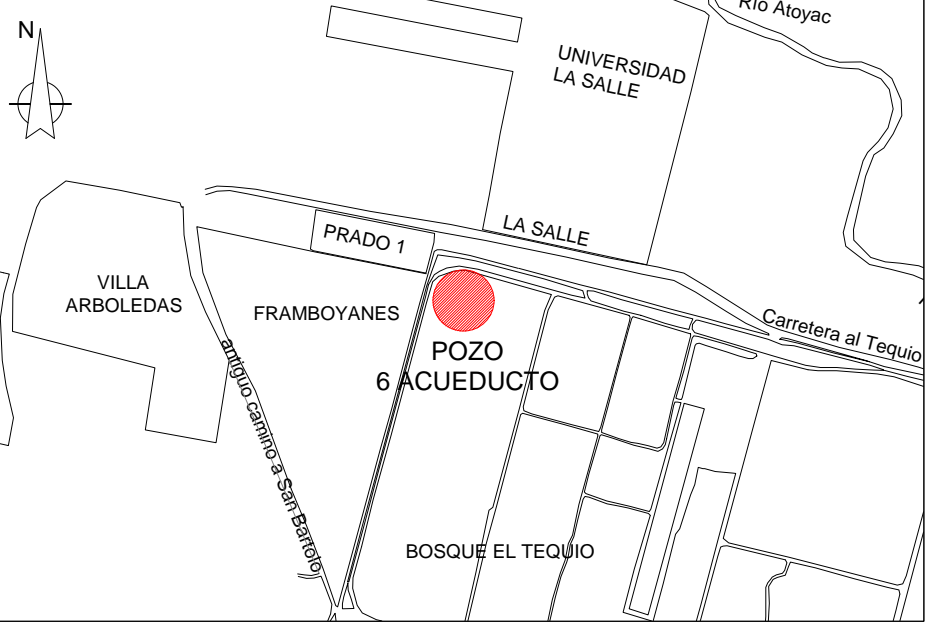 Río Atoyac
N
UNIVERSIDAD
LA SALLE
LA SALLE
PRADO 1
VILLA
ARBOLEDAS
FRAMBOYANES
Carretera al Tequio
POZO
6 ACUEDUCTO
antiguo camino a San Bartolo
BOSQUE EL TEQUIO